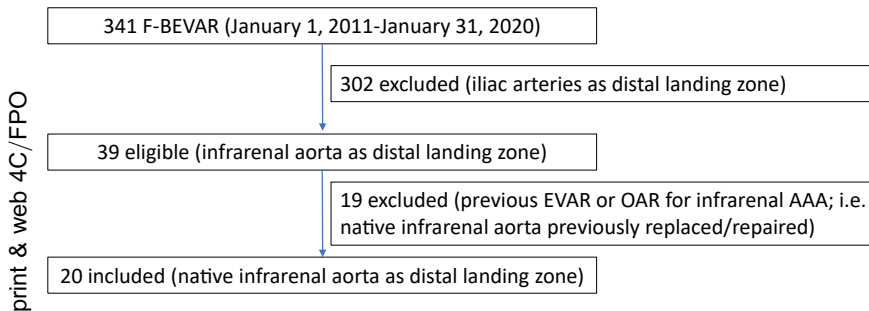 341 F-BEVAR (January 1, 2011-January 31, 2020)
302 excluded (iliac arteries as distal landing zone)
39 eligible (infrarenal aorta as distal landing zone)
19 excluded (previous EVAR or OAR for infrarenal AAA; i.e.
native infrarenal aorta previously replaced/repaired)
20 included (native infrarenal aorta as distal landing zone)
print & web 4C/FPO